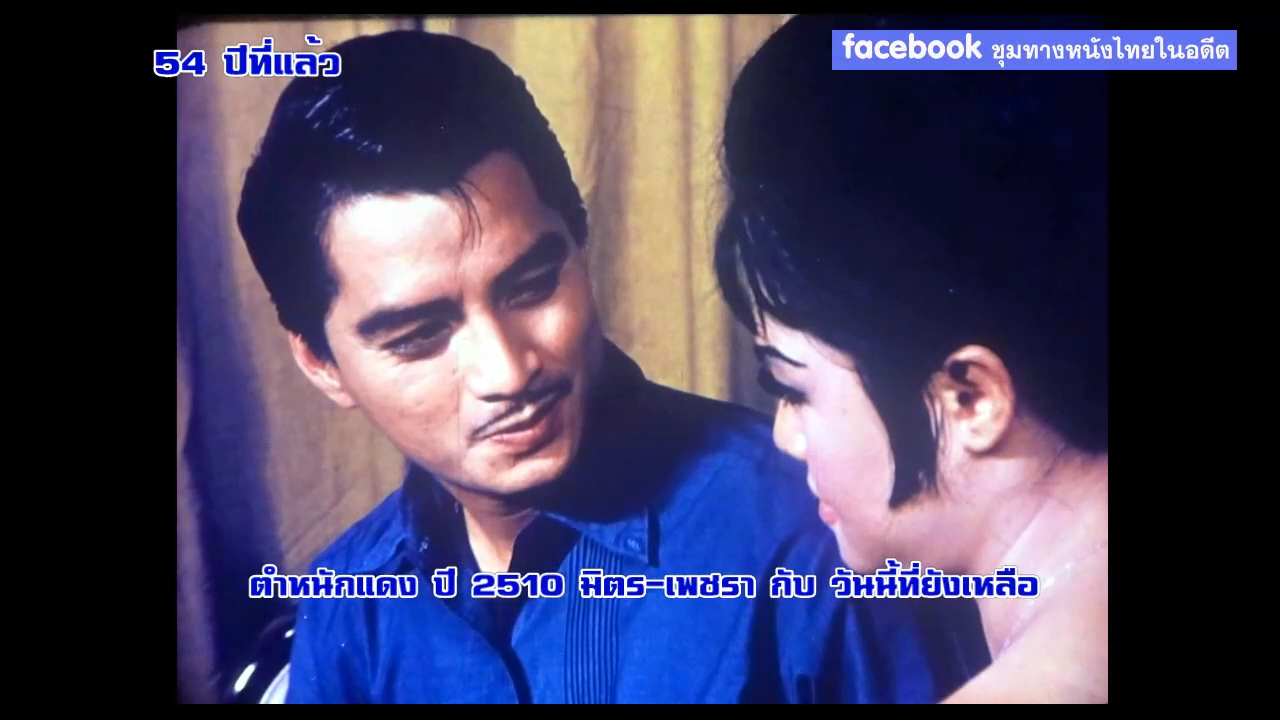 54 ปีที่แล้ว
facebook ขุมทางหนังไทยในอดีต
ตำหนักแดง ปี 2510 มิตร-เพชรา กับ วันนี้ที่ยังเหลือ